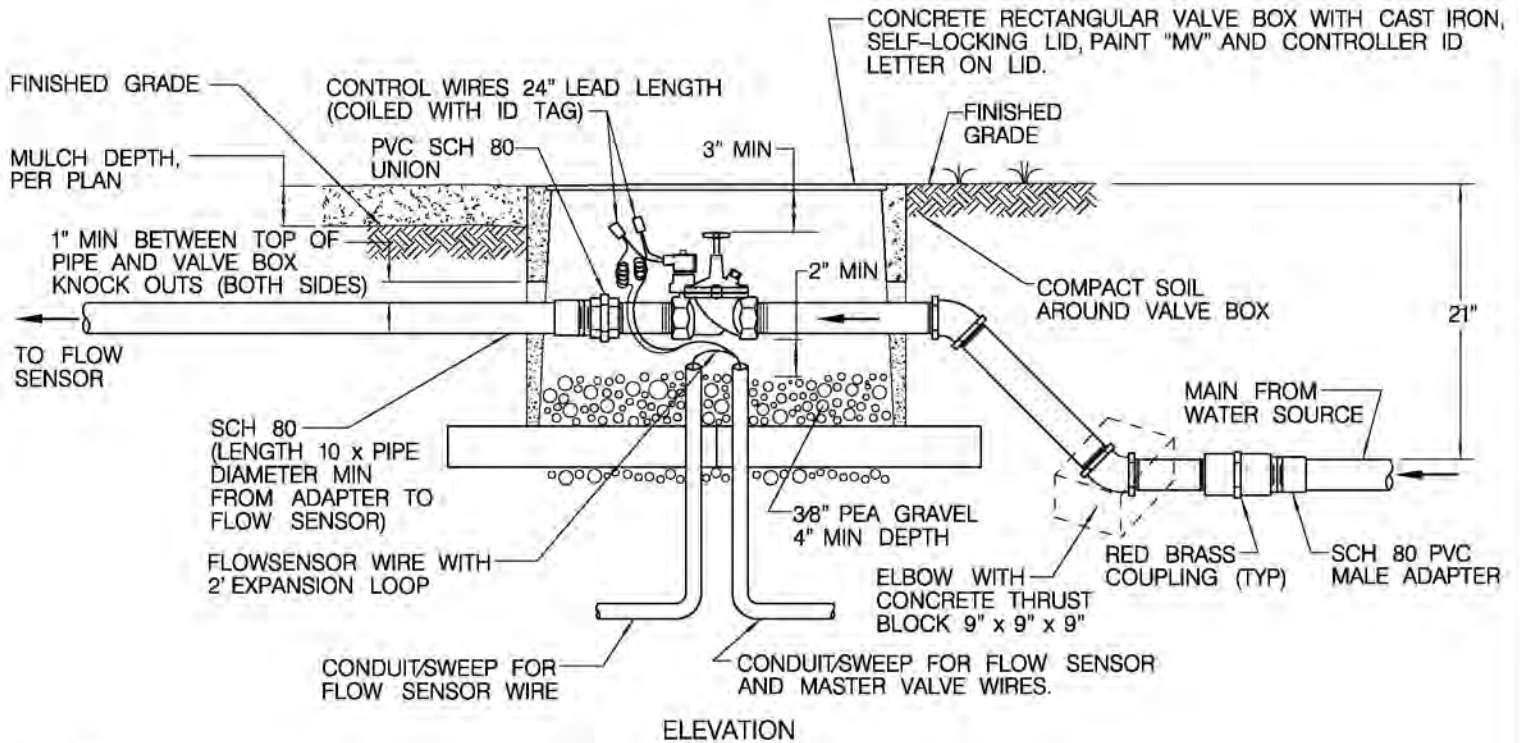 CONCRETE RECTANGULAR VALVE BOX WITH CAST IRON,
SELF-LOCKING LID, PAINT "MV" AND CONTROLLER ID
LETTER ON LID.
FINISHED GRADE
CONTROL WIRES 24" LEAD LENGTH
(COILED WITH ID TAG)
FINISHED
GRADE
MULCH DEPTH,
PER PLAN
PVC SCH 80
UNION
3" MIN
1" MIN BETWEEN TOP OF
PIPE AND VALVE BOX
KNOCK OUTS (BOTH SIDES)
2" MIN
COMPACT SOIL
AROUND VALVE BOX
21"
TO FLOW
SENSOR
MAIN FROM
WATER SOURCE
SCH 80
(LENGTH 10 x PIPE
DIAMETER MIN
FROM ADAPTER TO
FLOW SENSOR)
3/8" PEA GRAVEL
4" MIN DEPTH
FLOWSENSOR WIRE WITH
2' EXPANSION LOOP
ELBOW WITH
CONCRETE THRUST
BLOCK 9" x 9" x 9"
RED BRASS
COUPLING (TYP)
SCH 80 PVC
MALE ADAPTER
CONDUIT/SWEEP FOR
FLOW SENSOR WIRE
CONDUIT/SWEEP FOR FLOW SENSOR
AND MASTER VALVE WIRES.
ELEVATION